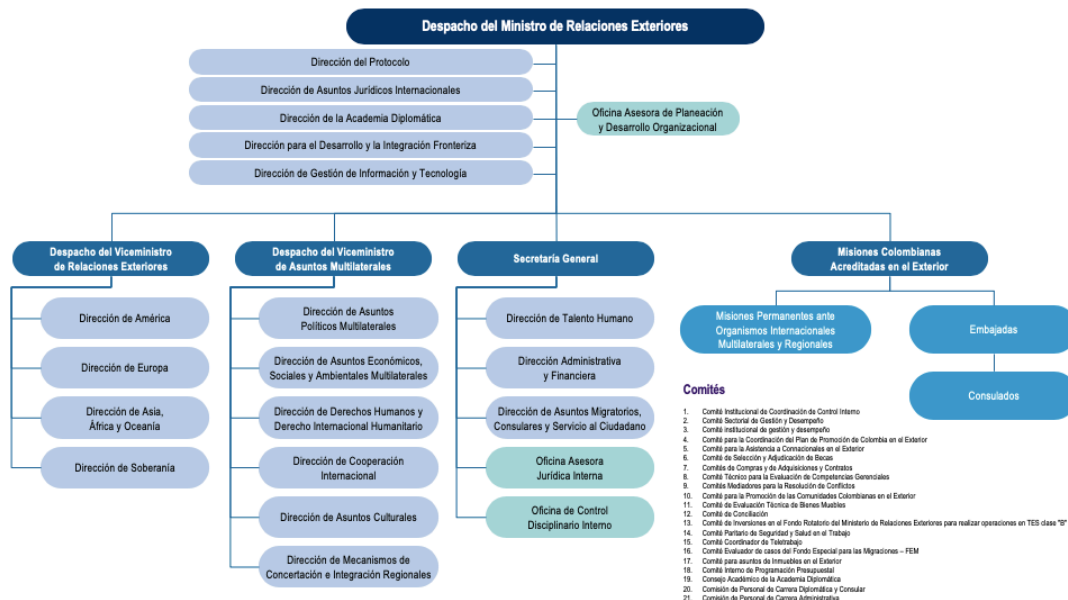 Despacho del Ministro de Relaciones Exteriores
Dirección del Protocolo
Dirección de Asuntos Jurídicos Internacionales
Dirección de la Academia Diplomática
Dirección para el Desarrollo y la Integración Fronteriza
Dirección de Gestión de Información y Tecnología
Oficina Asesora de Planeación
y Desarrollo Organizacional
Despacho del Viceministro
de Relaciones Exteriores
Dirección de América
Dirección de Europa
Dirección de Asia,
África y Oceanía
Dirección de Soberanía
Despacho del Viceministro
de Asuntos Multilaterales
Dirección de Asuntos
Políticos Multilaterales
Dirección de Asuntos Económicos,
Sociales y Ambientales Multilaterales
Dirección de Derechos Humanos y
Derecho Internacional Humanitario
Dirección de Cooperación
Internacional
Dirección de Asuntos Culturales
Dirección de Mecanismos de
Concertación e Integración Regionales
Secretaría General
Dirección de Talento Humano
Dirección Administrativa
y Financiera
Dirección de Asuntos Migratorios,
Consulares y Servicio al Ciudadano
Oficina Asesora
Jurídica Interna
Oficina de Control
Disciplinario Interno
Misiones Colombianas
Acreditadas en el Exterior
Misiones Permanentes ante
Organismos Internacionales
Multilaterales y Regionales
Embajadas
Consulados
Comités
1. Comité Institucional de Coordinación de Control Interno
2. Comité Sectorial de Gestión y Desempeño
3. Comité institucional de gestión y desempeño
4. Comité para la Coordinación del Plan de Promoción de Colombia en el Exterior
5. Comité para la Asistencia a Connacionales en el Exterior
6. Comité de Selección y Adjudicación de Becas
7. Comités de Compras y de Adquisiciones y Contratos
8. Comité Técnico para la Evaluación de Competencias Gerenciales
9. Comités Mediadores para la Resolución de Conflictos
10. Comité para la Promoción de las Comunidades Colombianas en el Exterior
11. Comité de Evaluación Técnica de Bienes Muebles
12. Comité de Conciliación
13. Comité de Inversiones en el Fondo Rotatorio del Ministerio de Relaciones Exteriores para realizar operaciones en TES clase "B"
14. Comité Paritario de Seguridad y Salud en el Trabajo
15. Comité Coordinador de Teletrabajo
16. Comité Evaluador de casos del Fondo Especial para las Migraciones – FEM
17. Comité para asuntos de Inmuebles en el Exterior
18. Comité Interno de Programación Presupuestal
19. Consejo Académico de la Academia Diplomática
20. Comisión de Personal de Carrera Diplomática y Consular
21. Comisión de Personal de Carrera Administrativa